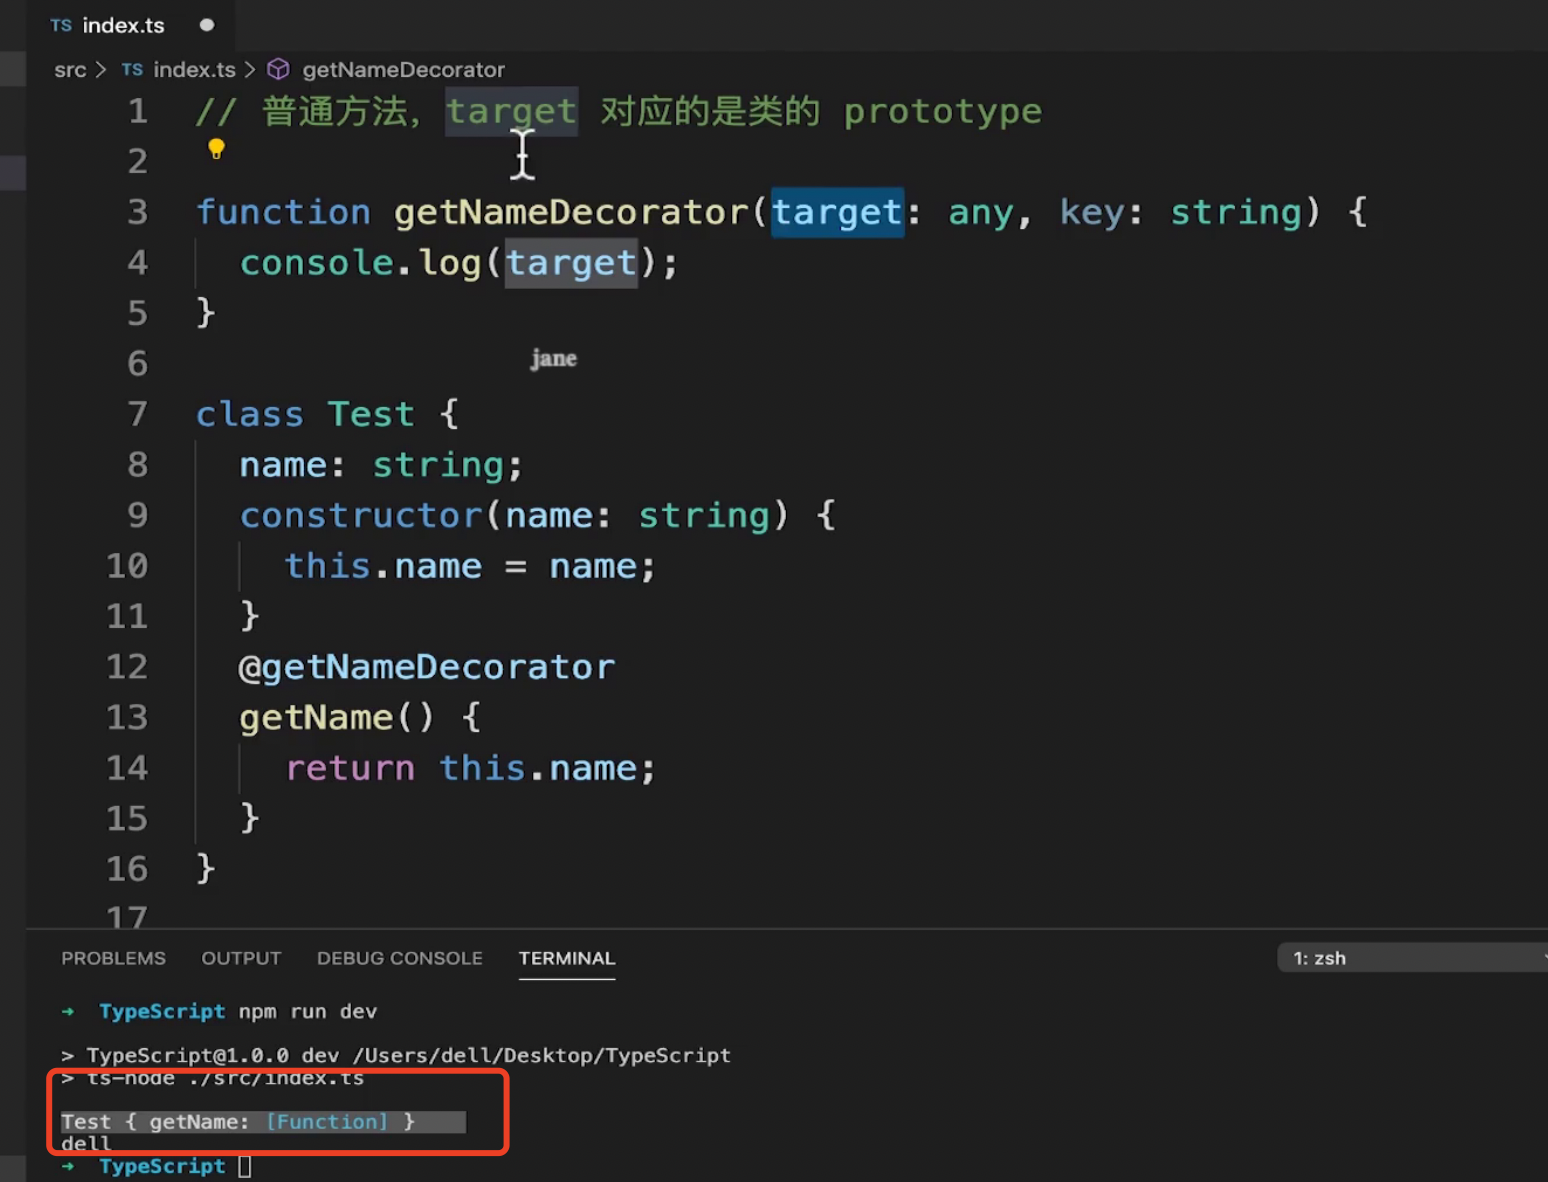 TS index.ts
src > TS index.ts > getNameDecorator
1 // 普通方法, target 对应的是类的 prototype
2
3 function getNameDecorator(target: any, key: string) {
4 console.log(target);
5 }
6
jane
7 class Test {
8 name: string;
9 constructor(name: string) {
10 this.name = name;
11 }
12 @getNameDecorator
13 getName() {
14 return this.name;
15 }
16 }
17
PROBLEMS OUTPUT DEBUG CONSOLE TERMINAL 1: zsh
➜ TypeScript npm run dev
> TypeScript@1.0.0 dev /Users/dell/Desktop/TypeScript
> ts-node ./src/index.ts
Test { getName: [Function] }
dell
➜ TypeScript